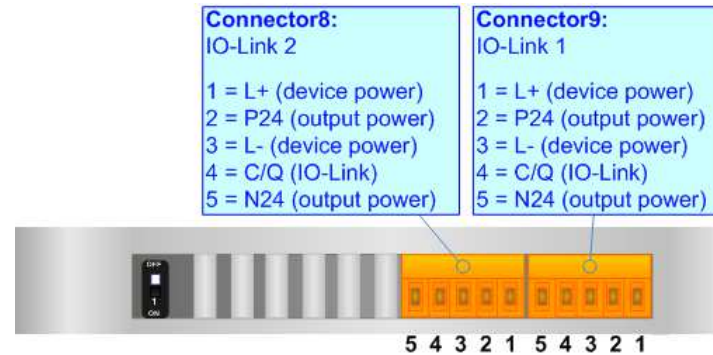 Connector8:
IO-Link 2
1 = L+ (device power)
2 = P24 (output power)
3 = L- (device power)
4 = C/Q (IO-Link)
5 = N24 (output power)
Connector9:
IO-Link 1
1 = L+ (device power)
2 = P24 (output power)
3 = L- (device power)
4 = C/Q (IO-Link)
5 = N24 (output power)
OFF
1
ON
5 4 3 2 1 5 4 3 2 1